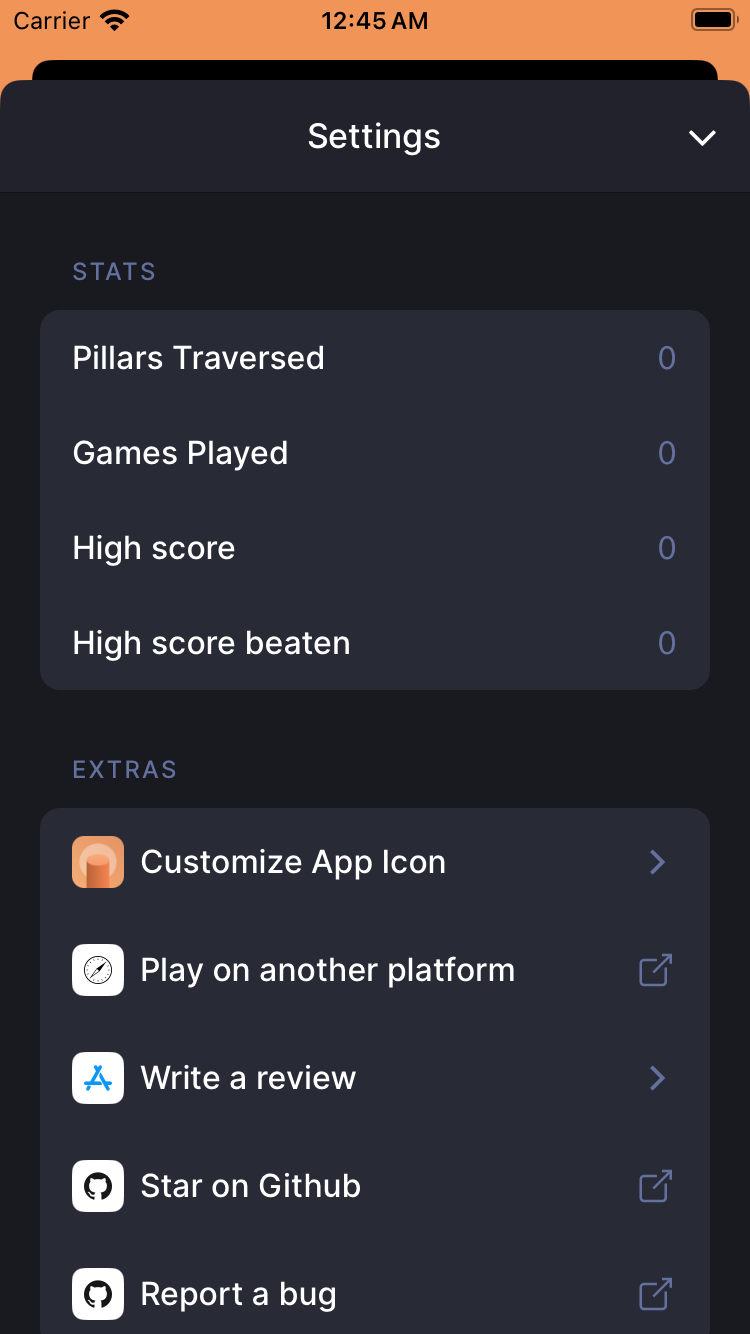 Carrier 12:45 AM
Settings
STATS
Pillars Traversed 0
Games Played 0
High score 0
High score beaten 0
EXTRAS
Customize App Icon
Play on another platform
Write a review
Star on Github
Report a bug